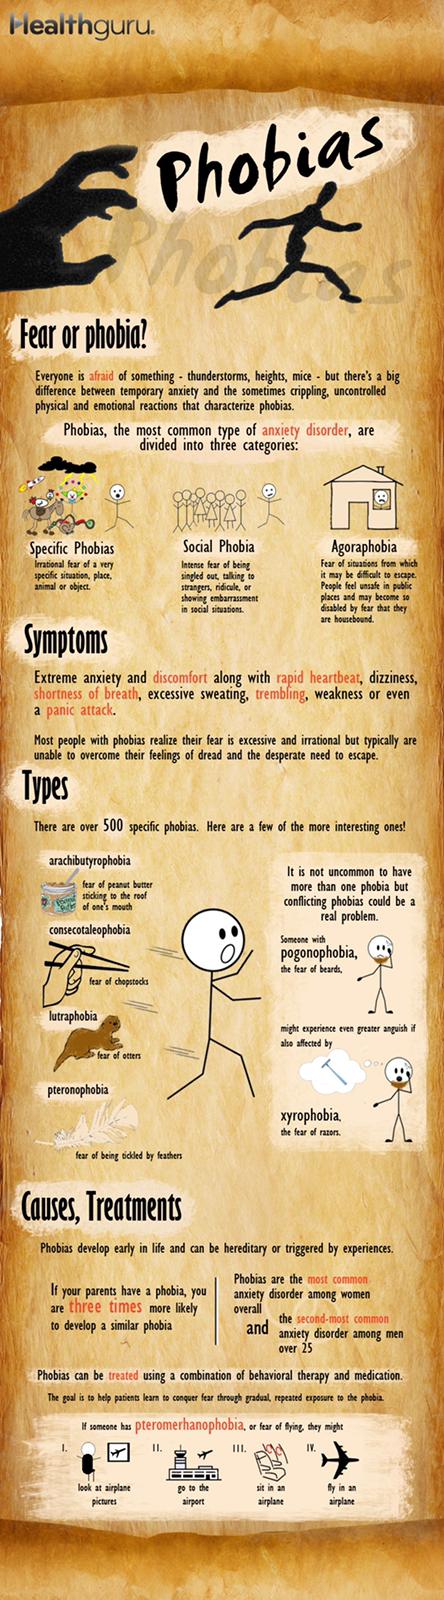 Healthguru.
Phobias
Phobias
Fear or phobia?
Everyone is afraid of something - thunderstorms, heights, mice - but there's a big
difference between temporary anxiety and the sometimes crippling, uncontrolled
physical and emotional reactions that characterize phobias.
Phobias, the most common type of anxiety disorder, are
divided into three categories:
Specific Phobias
Irrational fear of a very
specific situation, place,
animal or object.
Social Phobia
Intense fear of being
singled out, talking to
strangers, ridicule, or
showing embarrassment
in social situations.
Agoraphobia
Fear of situations from which
it may be difficult to escape.
People feel unsafe in public
places and may become so
disabled by fear that they
are housebound.
Symptoms
Extreme anxiety and discomfort along with rapid heartbeat, dizziness,
shortness of breath, excessive sweating, trembling, weakness or even
a panic attack.
Most people with phobias realize their fear is excessive and irrational but typically are
unable to overcome their feelings of dread and the desperate need to escape.
Types
There are over 500 specific phobias. Here are a few of the more interesting ones!
arachibutyrophobia
fear of peanut butter
sticking to the roof
of one's mouth
consecotaleophobia
fear of chopstocks
lutraphobia
fear of otters
pteronophobia
fear of being tickled by feathers
It is not uncommon to have
more than one phobia but
conflicting phobias could be a
real problem.
Someone with
pogonophobia,
the fear of beards,
might experience even greater anguish if
also affected by
xyrophobia,
the fear of razors.
Causes, Treatments
Phobias develop early in life and can be hereditary or triggered by experiences.
If your parents have a phobia, you
are three times more likely
to develop a similar phobia
Phobias are the most common
anxiety disorder among women
overall
and
the second-most common
anxiety disorder among men
over 25
Phobias can be treated using a combination of behavioral therapy and medication.
The goal is to help patients learn to conquer fear through gradual, repeated exposure to the phobia.
If someone has pteromerhanophobia, or fear of flying, they might
I.
look at airplane
pictures
II.
go to the
airport
III.
sit in an
airplane
IV.
fly in an
airplane